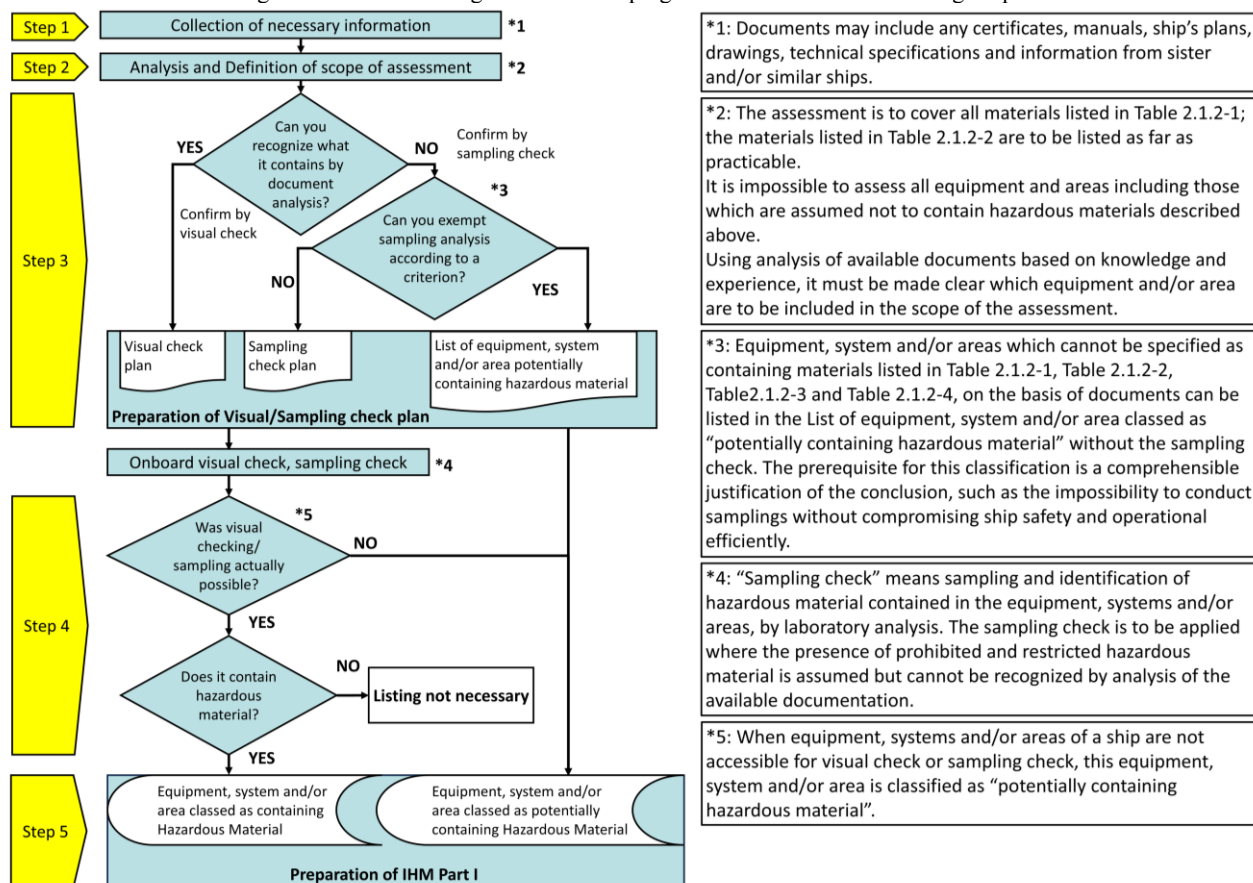 Step 1
Collection of necessary information
*1
Step 2
Analysis and Definition of scope of assessment
*2
Step 3
Can you
recognize what
it contains by
document
analysis?
YES
NO
Confirm by
sampling check
Confirm by
visual check
*3
Can you exempt
sampling analysis
according to a
criterion?
NO
YES
Visual check
plan
Sampling
check plan
List of equipment, system
and/or area potentially
containing hazardous material
Preparation of Visual/Sampling check plan
Onboard visual check, sampling check
*4
Step 4
*5
Was visual
checking/
sampling actually
possible?
NO
YES
Does it contain
hazardous
material?
NO
Listing not necessary
YES
Step 5
Equipment, system and/or
area classed as containing
Hazardous Material
Equipment, system and/or
area classed as potentially
containing Hazardous Material
Preparation of IHM Part I
*1: Documents may include any certificates, manuals, ship's plans,
drawings, technical specifications and information from sister
and/or similar ships.
*2: The assessment is to cover all materials listed in Table 2.1.2-1;
the materials listed in Table 2.1.2-2 are to be listed as far as
practicable.
It is impossible to assess all equipment and areas including those
which are assumed not to contain hazardous materials described
above.
Using analysis of available documents based on knowledge and
experience, it must be made clear which equipment and/or area
are to be included in the scope of the assessment.
*3: Equipment, system and/or areas which cannot be specified as
containing materials listed in Table 2.1.2-1, Table 2.1.2-2,
Table2.1.2-3 and Table 2.1.2-4, on the basis of documents can be
listed in the List of equipment, system and/or area classed as
"potentially containing hazardous material" without the sampling
check. The prerequisite for this classification is a comprehensible
justification of the conclusion, such as the impossibility to conduct
samplings without compromising ship safety and operational
efficiently.
*4: "Sampling check" means sampling and identification of
hazardous material contained in the equipment, systems and/or
areas, by laboratory analysis. The sampling check is to be applied
where the presence of prohibited and restricted hazardous
material is assumed but cannot be recognized by analysis of the
available documentation.
*5: When equipment, systems and/or areas of a ship are not
accessible for visual check or sampling check, this equipment,
system and/or area is classified as "potentially containing
hazardous material".